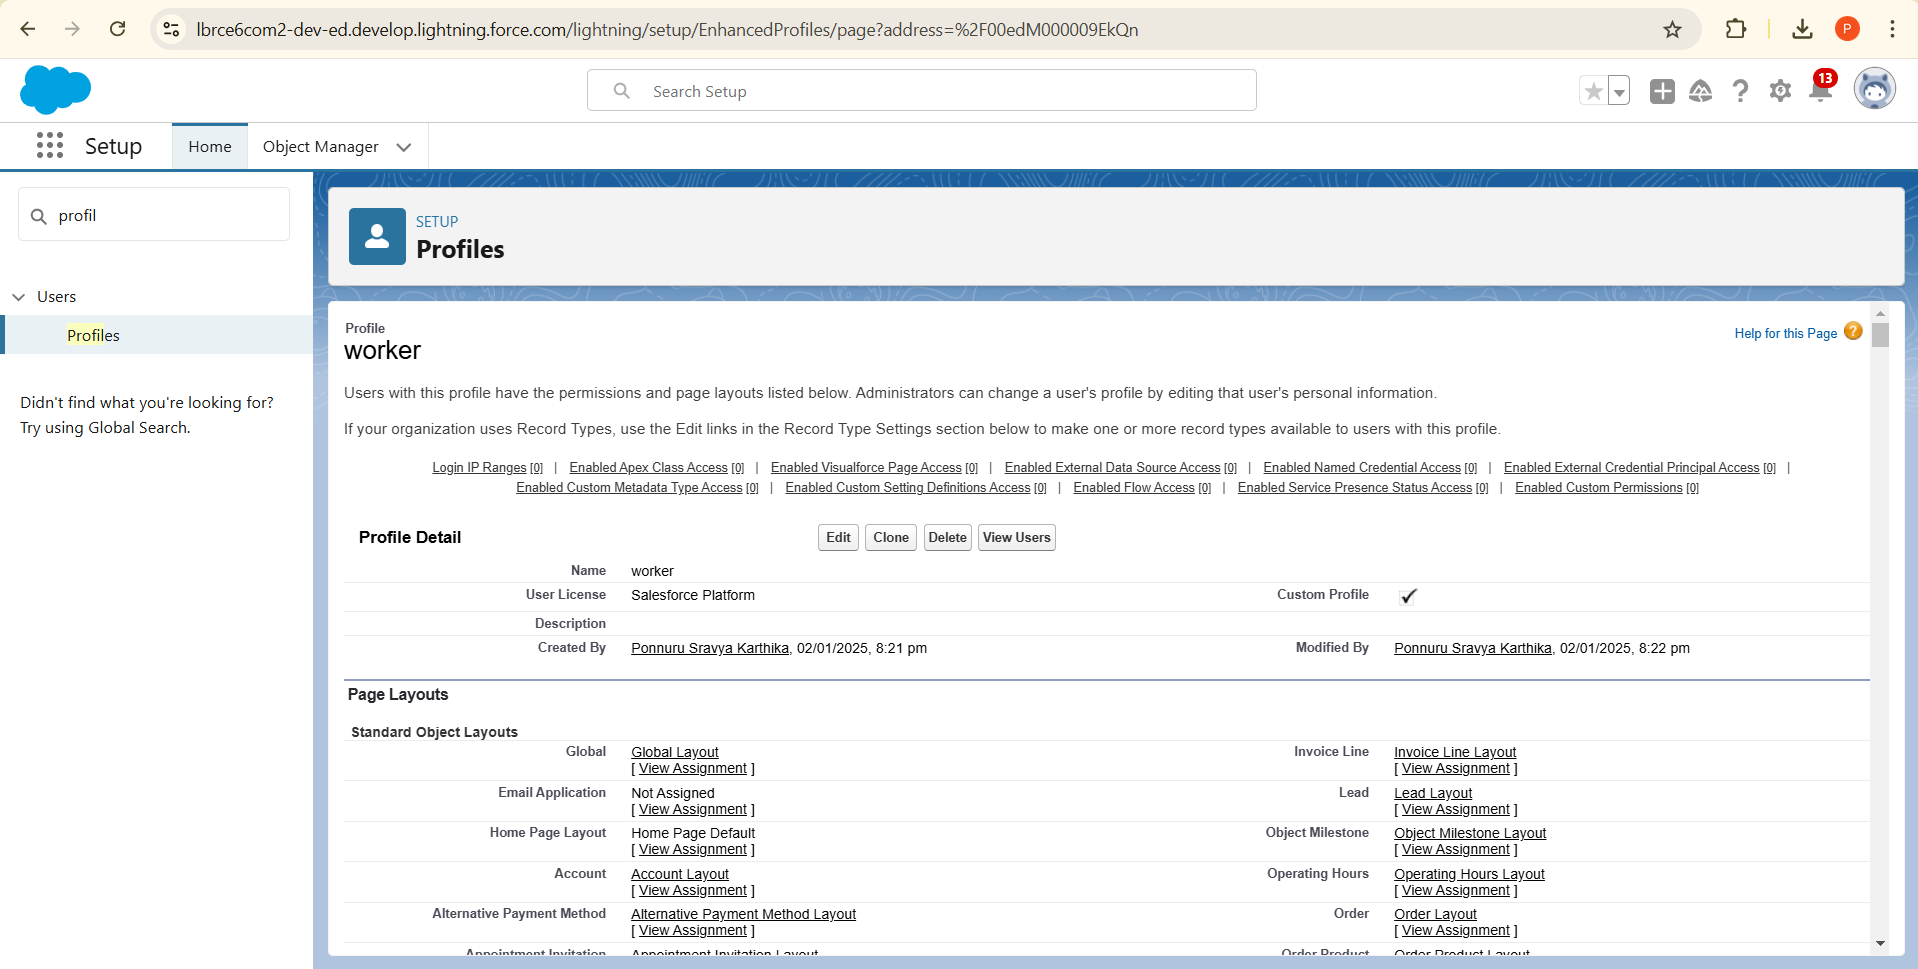 lbrce6com2-dev-ed.develop.lightning.force.com/lightning/setup/EnhancedProfiles/page?address=%2F00edM000009EkQn
P
Search Setup
13
Setup
Home
Object Manager
profil
Users
Profiles
Didn't find what you're looking for?
Try using Global Search.
SETUP
Profiles
Profile
worker
Help for this Page ?
Users with this profile have the permissions and page layouts listed below. Administrators can change a user's profile by editing that user's personal information.
If your organization uses Record Types, use the Edit links in the Record Type Settings section below to make one or more record types available to users with this profile.
Login IP Ranges [0] | Enabled Apex Class Access [0] | Enabled Visualforce Page Access [0] | Enabled External Data Source Access [0] | Enabled Named Credential Access [0] | Enabled External Credential Principal Access [0] |
Enabled Custom Metadata Type Access [0] | Enabled Custom Setting Definitions Access [0] | Enabled Flow Access [0] | Enabled Service Presence Status Access [0] | Enabled Custom Permissions [0]
Profile Detail
Edit Clone Delete View Users
Name worker
User License Salesforce Platform Custom Profile ✓
Description
Created By Ponnuru Sravya Karthika, 02/01/2025, 8:21 pm Modified By Ponnuru Sravya Karthika, 02/01/2025, 8:22 pm
Page Layouts
Standard Object Layouts
Global Global Layout Invoice Line Invoice Line Layout
[ View Assignment ] [ View Assignment ]
Email Application Not Assigned Lead Lead Layout
[ View Assignment ] [ View Assignment ]
Home Page Layout Home Page Default Object Milestone Object Milestone Layout
[ View Assignment ] [ View Assignment ]
Account Account Layout Operating Hours Operating Hours Layout
[ View Assignment ] [ View Assignment ]
Alternative Payment Method Alternative Payment Method Layout Order Order Layout
[ View Assignment ] [ View Assignment ]
Appointment Invitation Appointment Invitation Layout Order Product Order Product Layout